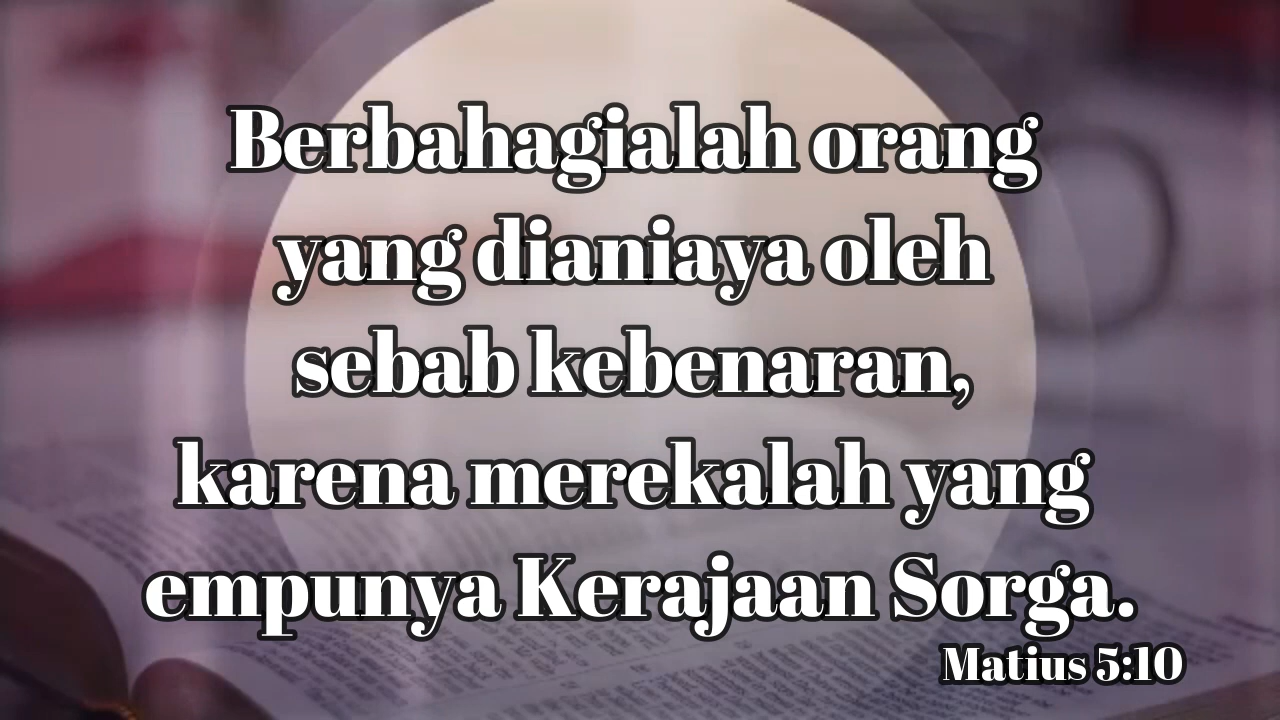 Berbahagialah orang
yang dianiaya oleh
sebab kebenaran,
karena merekalah yang
empunya Kerajaan Sorga.
Matius 5:10